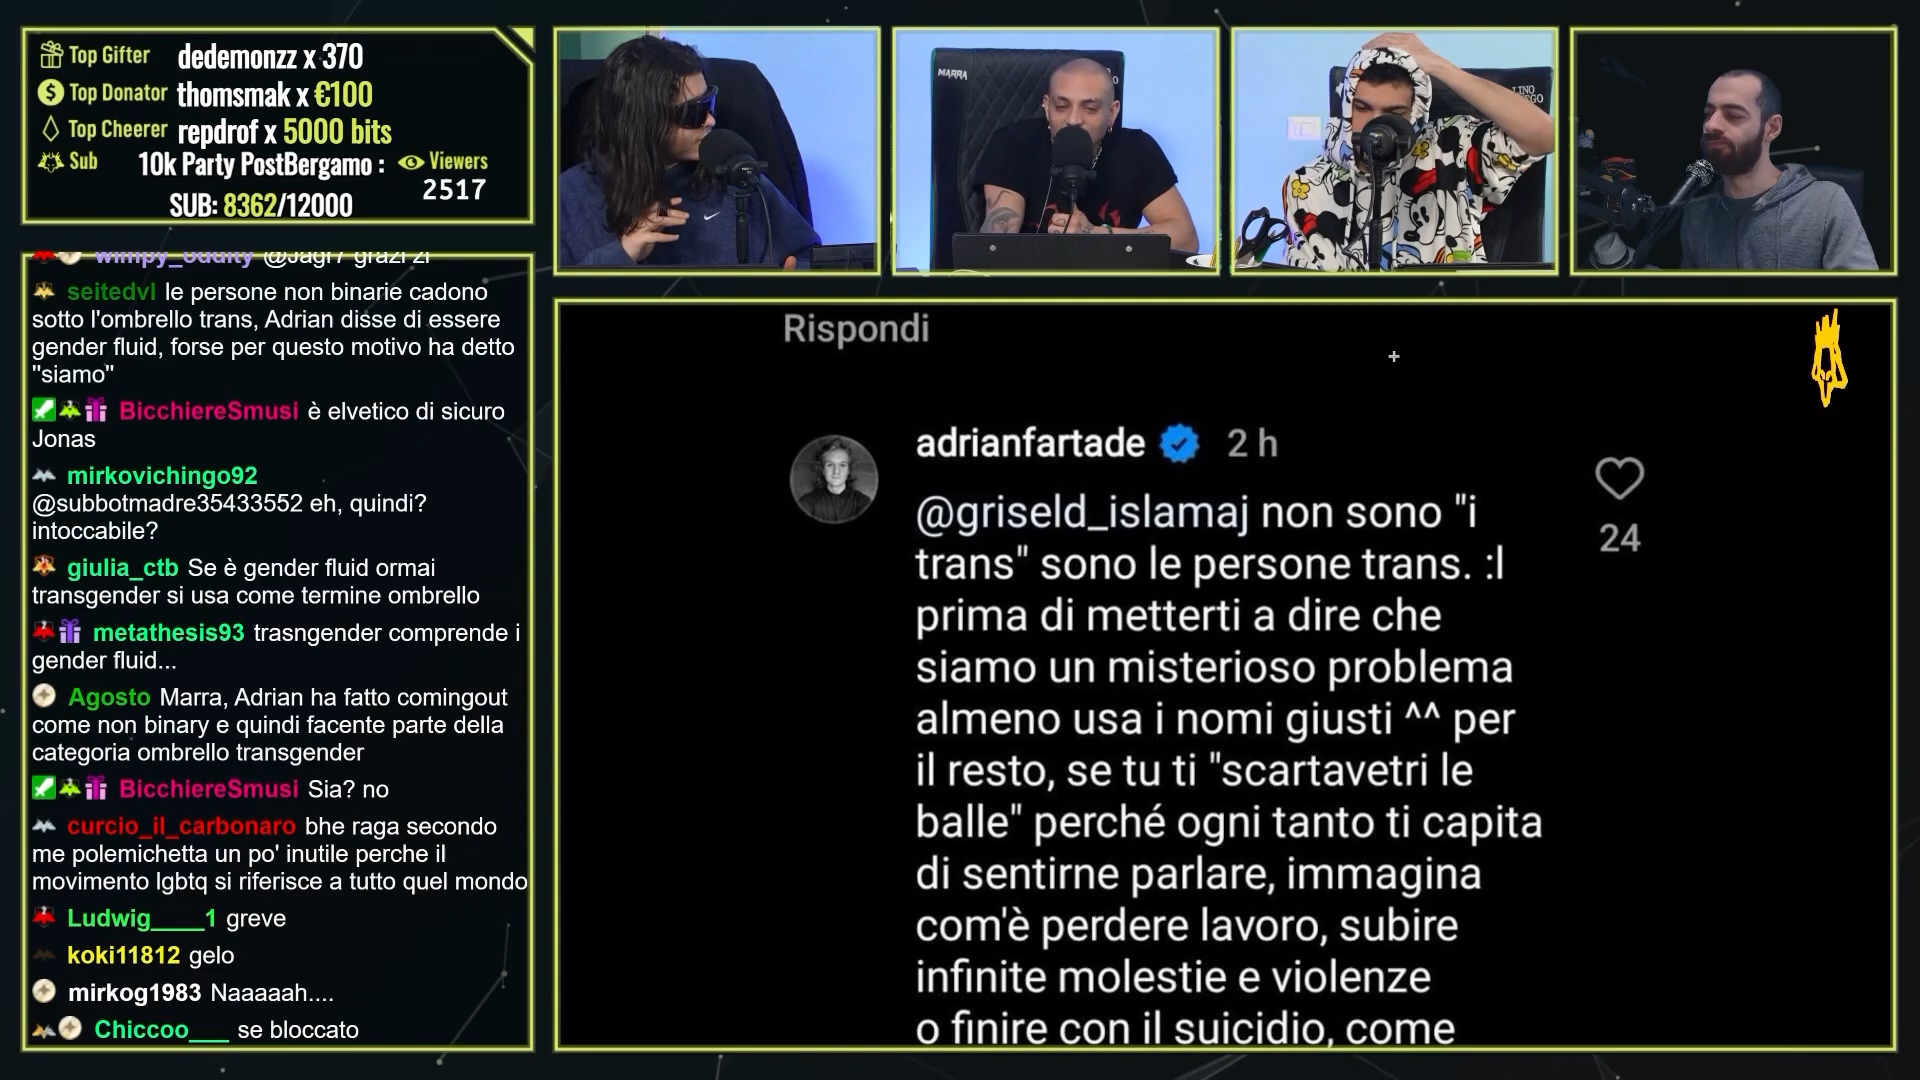 Top Gifter dedemonzz x 370
Top Donator thomsmak x €100
Top Cheerer repdrof x 5000 bits
Sub 10k Party PostBergamo : Viewers
2517
SUB: 8362/12000
MARRA
LINO
wimpy_oddity @Jagr7 grazi zi
seitedvl le persone non binarie cadono
sotto l'ombrello trans, Adrian disse di essere
gender fluid, forse per questo motivo ha detto
"siamo"
BicchiereSmusi è elvetico di sicuro
Jonas
mirkovichingo92
@subbotmadre35433552 eh, quindi?
intoccabile?
giulia_ctb Se è gender fluid ormai
transgender si usa come termine ombrello
metathesis93 trasngender comprende i
gender fluid...
Agosto Marra, Adrian ha fatto comingout
come non binary e quindi facente parte della
categoria ombrello transgender
BicchiereSmusi Sia? no
curcio_il_carbonaro bhe raga secondo
me polemichetta un po' inutile perche il
movimento lgbtq si riferisce a tutto quel mondo
Ludwig____1 greve
koki11812 gelo
mirkog1983 Naaaaah....
Chiccoo___ se bloccato
Rispondi
adrianfartade 2 h
@griseld_islamaj non sono "i
trans" sono le persone trans. :l
prima di metterti a dire che
siamo un misterioso problema
almeno usa i nomi giusti ^^ per
il resto, se tu ti "scartavetri le
balle" perché ogni tanto ti capita
di sentirne parlare, immagina
com'è perdere lavoro, subire
infinite molestie e violenze
o finire con il suicidio, come
24